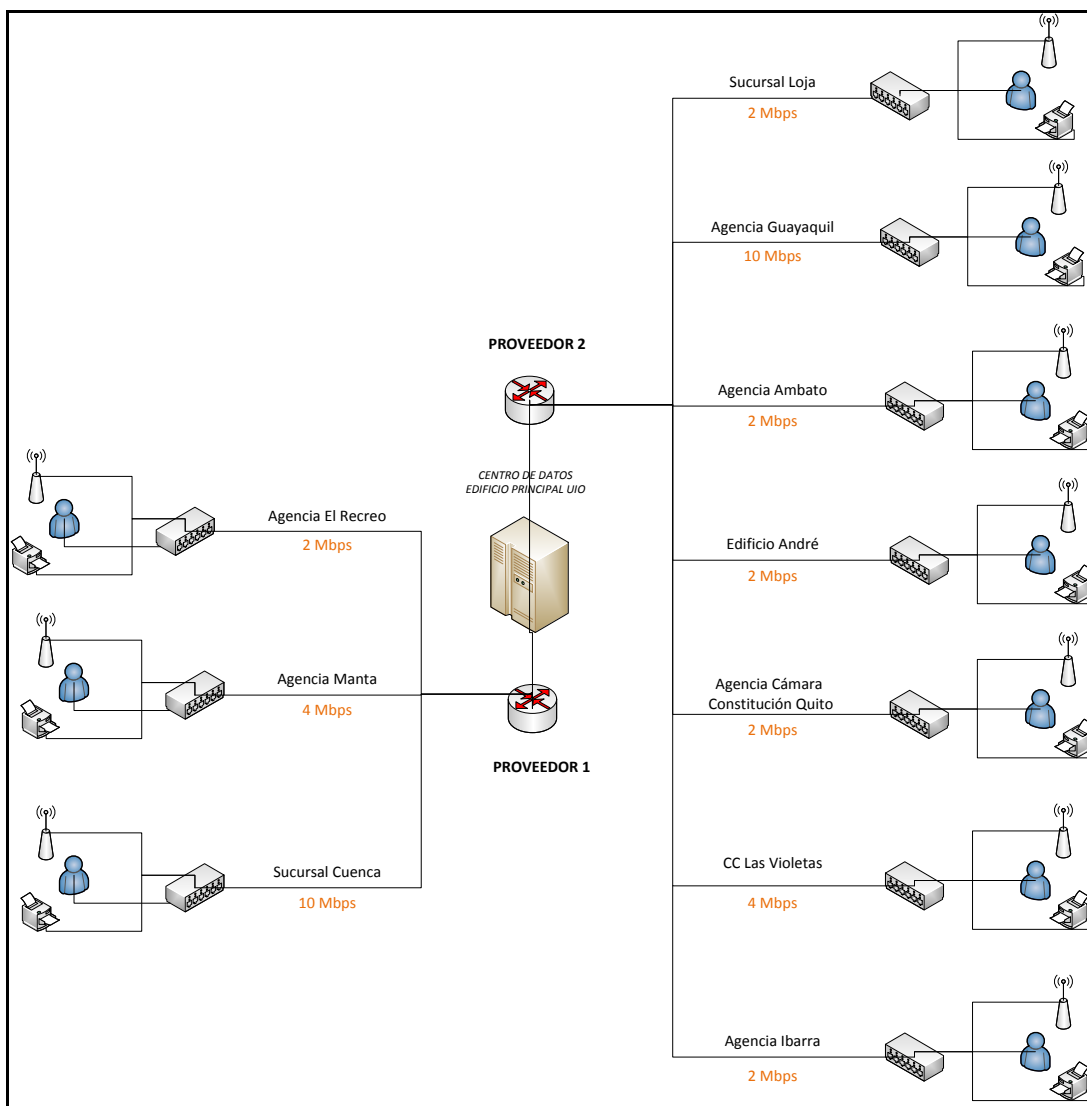 Sucursal Loja
2 Mbps
Agencia Guayaquil
10 Mbps
PROVEEDOR 2
Agencia Ambato
2 Mbps
CENTRO DE DATOS
EDIFICIO PRINCIPAL UIO
Agencia El Recreo
2 Mbps
Edificio André
2 Mbps
Agencia Manta
4 Mbps
Agencia Cámara
Constitución Quito
2 Mbps
PROVEEDOR 1
Sucursal Cuenca
10 Mbps
CC Las Violetas
4 Mbps
Agencia Ibarra
2 Mbps